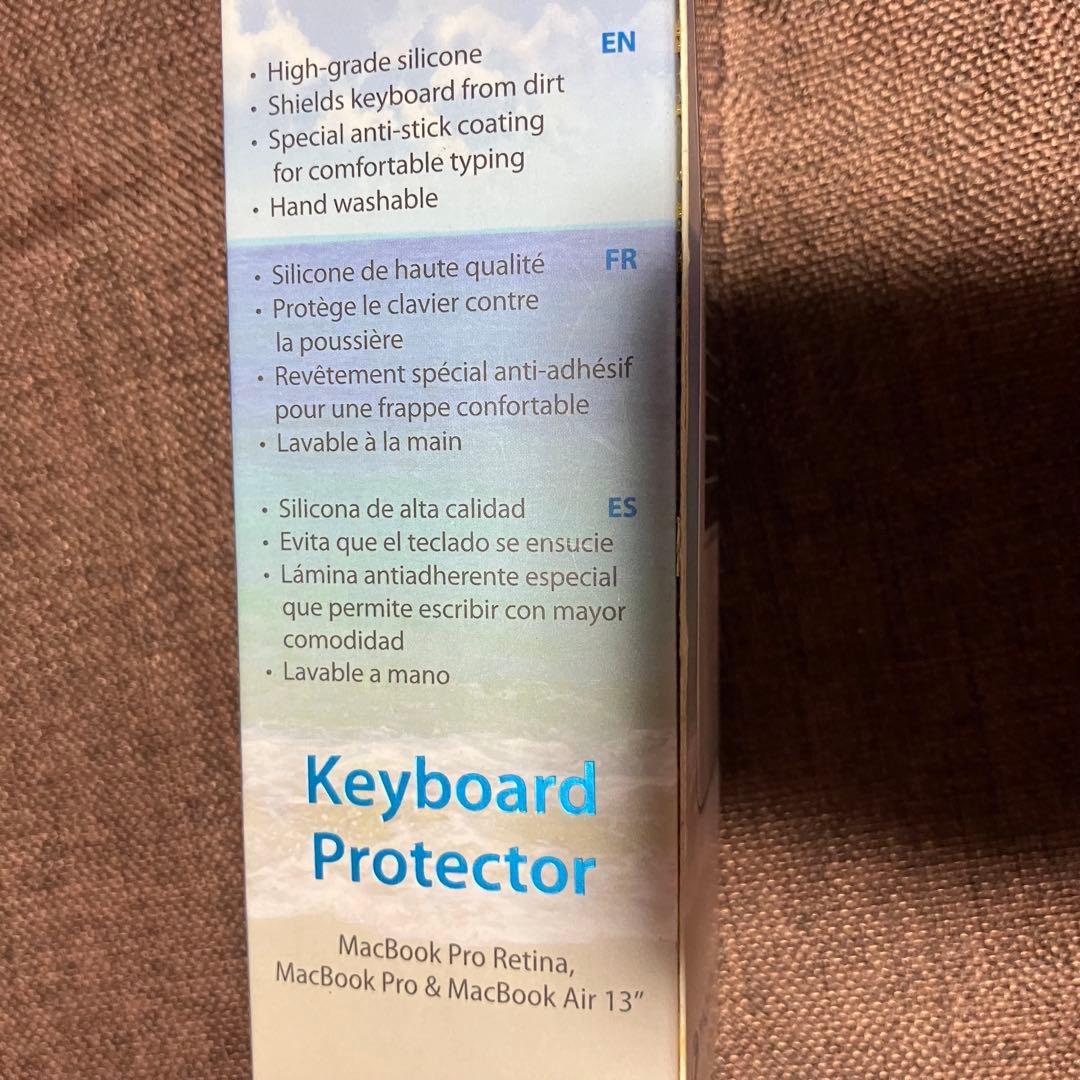 EN
• High-grade silicone
• Shields keyboard from dirt
• Special anti-stick coating
for comfortable typing
• Hand washable
FR
• Silicone de haute qualité
• Protège le clavier contre
la poussière
• Revêtement spécial anti-adhésif
pour une frappe confortable
• Lavable à la main
ES
• Silicona de alta calidad
• Evita que el teclado se ensucie
• Lámina antiadherente especial
que permite escribir con mayor
comodidad
• Lavable a mano
Keyboard
Protector
MacBook Pro Retina,
MacBook Pro & MacBook Air 13”